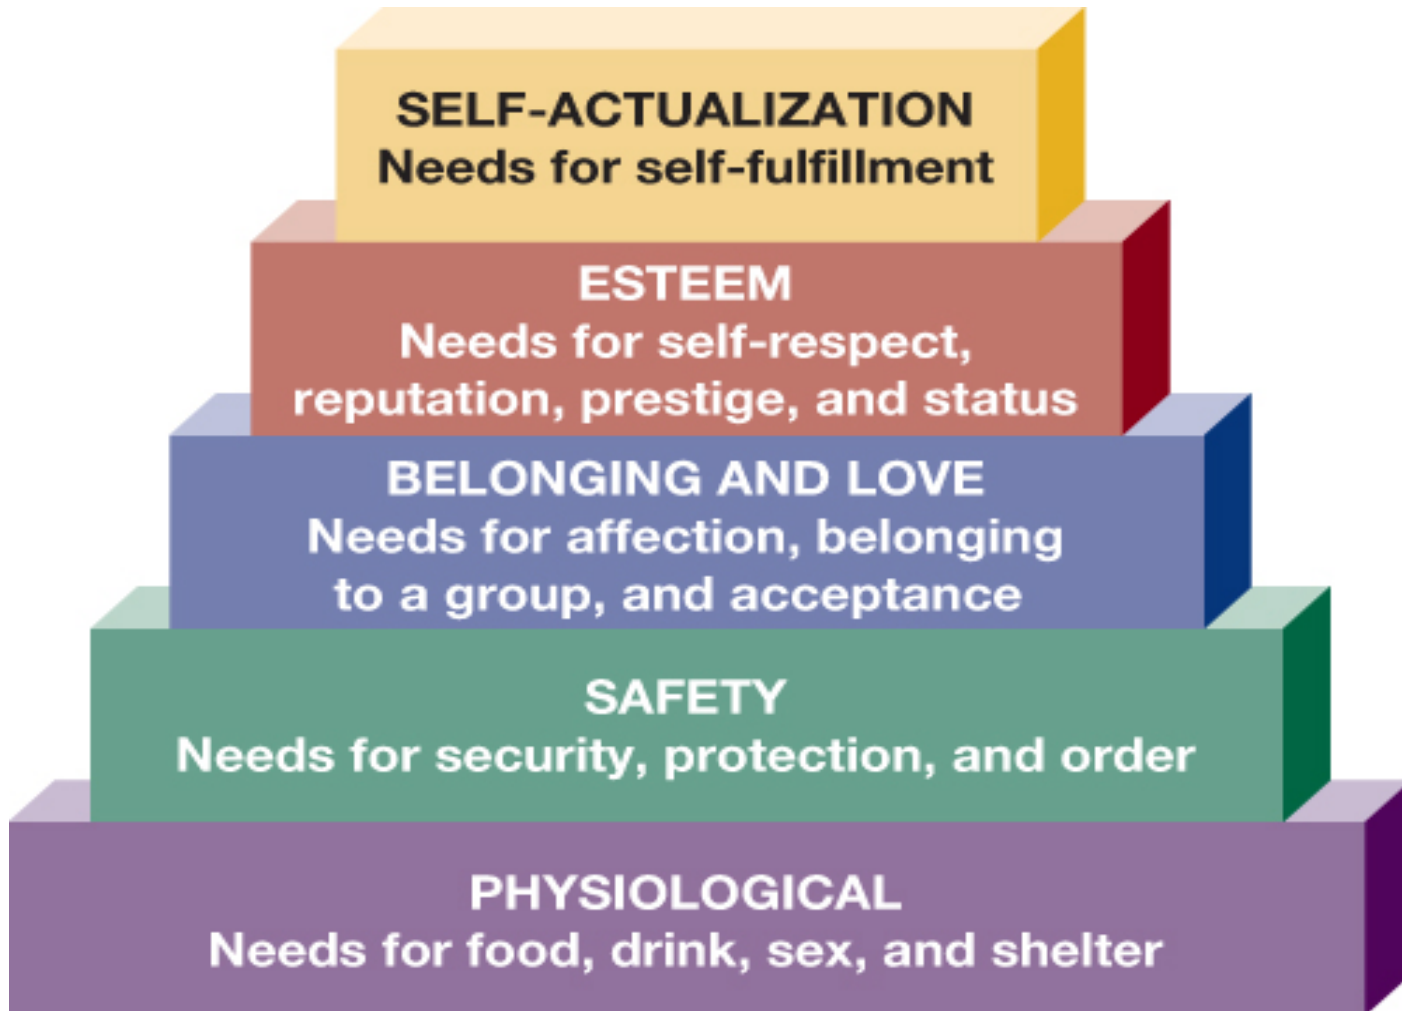 SELF-ACTUALIZATION
Needs for self-fulfillment
ESTEEM
Needs for self-respect,
reputation, prestige, and status
BELONGING AND LOVE
Needs for affection, belonging
to a group, and acceptance
SAFETY
Needs for security, protection, and order
PHYSIOLOGICAL
Needs for food, drink, sex, and shelter